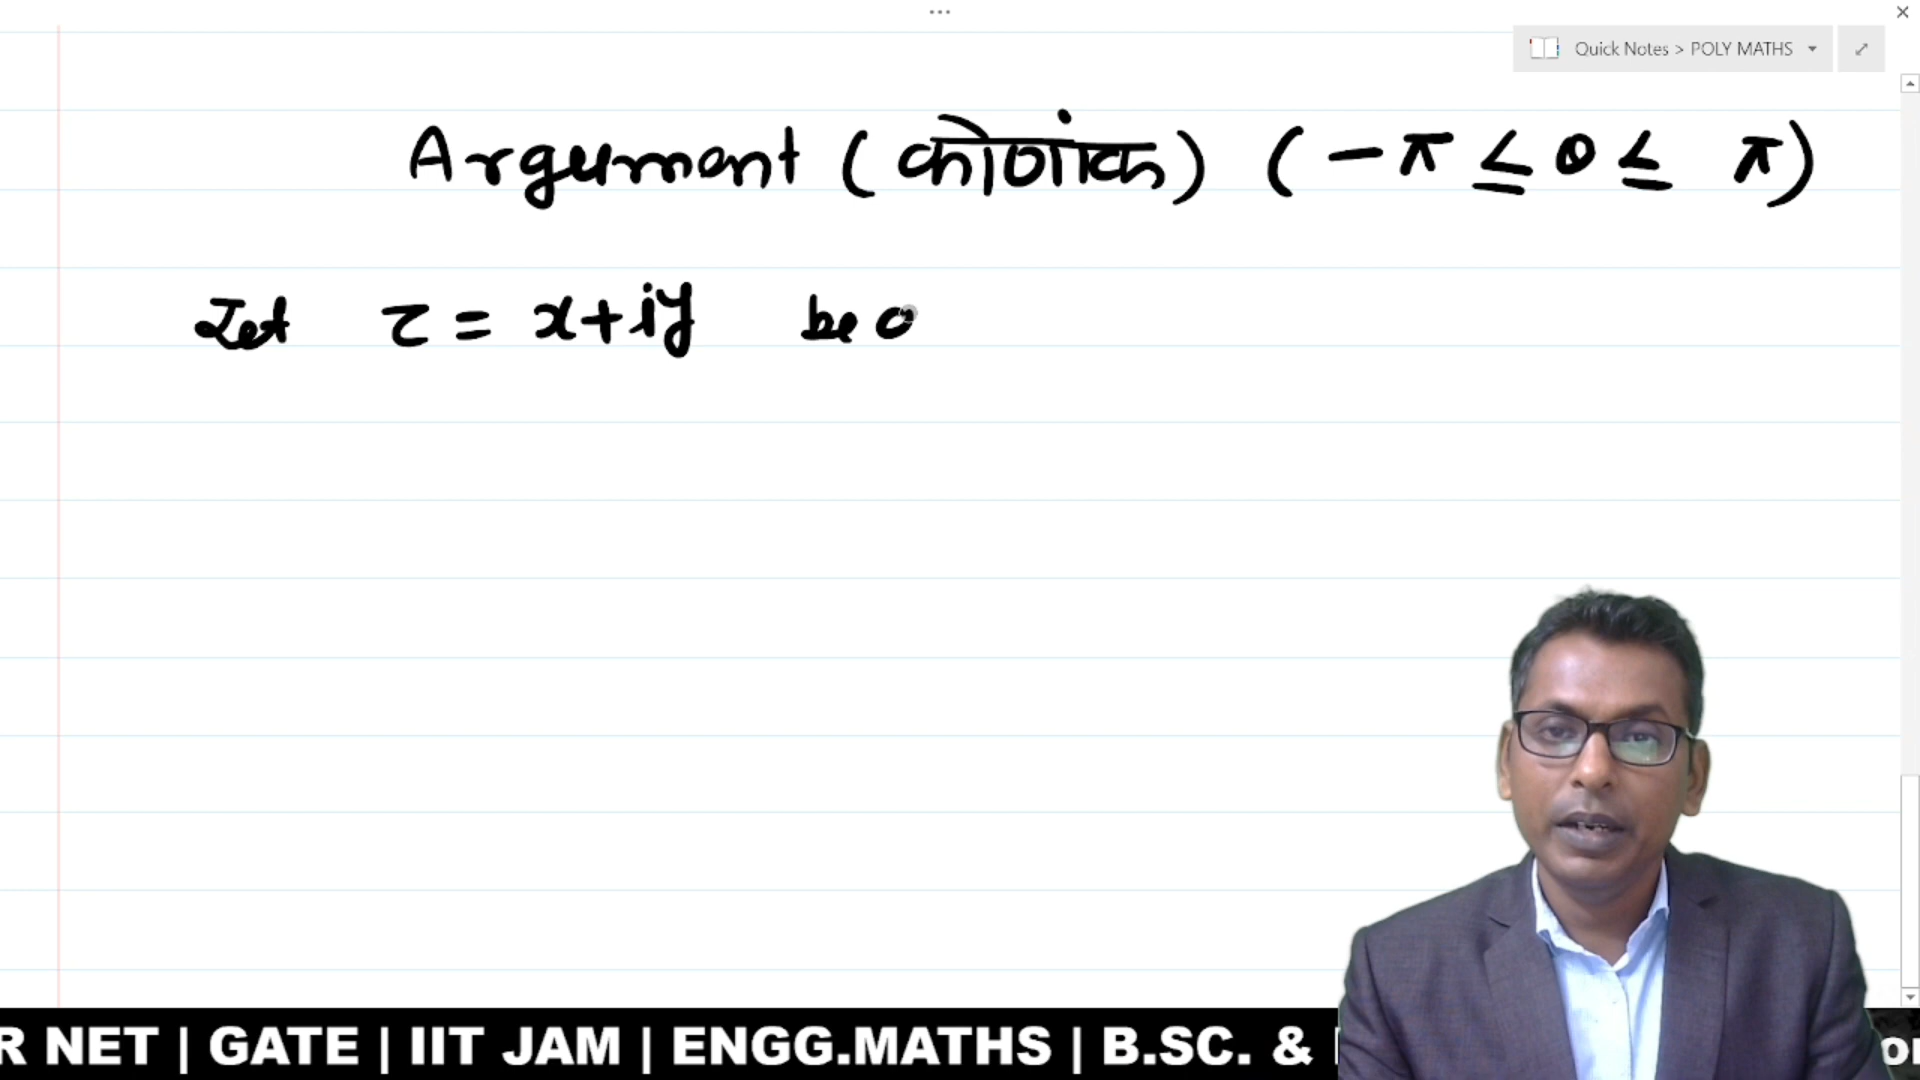 Quick Notes > POLY MATHS
Argument (कोणांक) (-π ≤ θ ≤ π)
Let z = x+iy be a
R NET | GATE | IIT JAM | ENGG.MATHS | B.SC. &